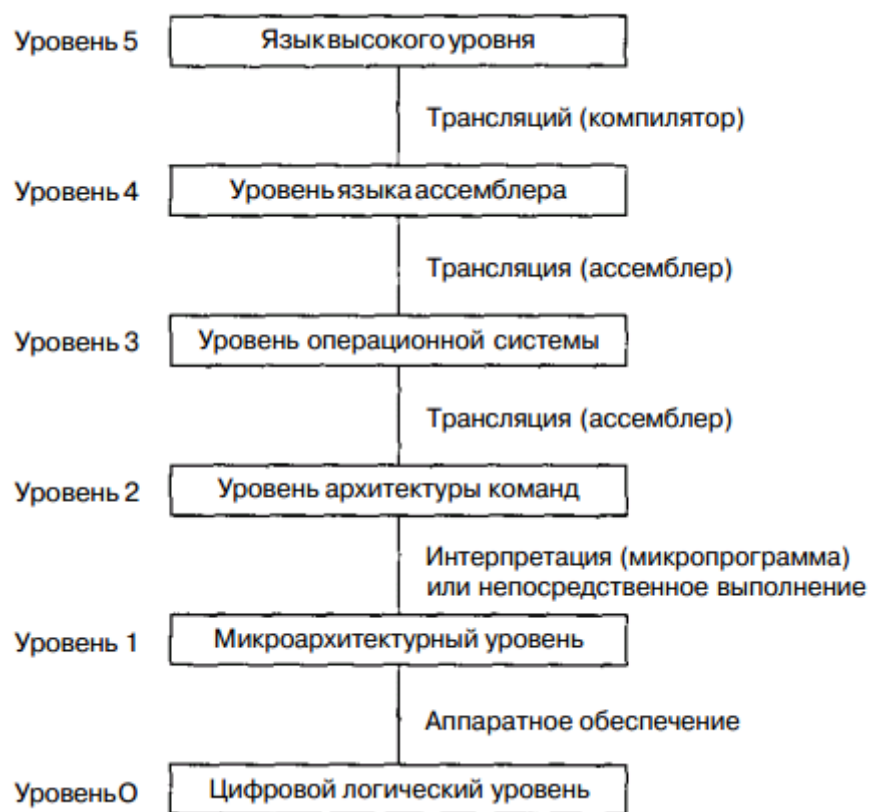 Уровень 5
Язык высокого уровня
Трансляций (компилятор)
Уровень 4
Уровень языка ассемблера
Трансляция (ассемблер)
Уровень 3
Уровень операционной системы
Трансляция (ассемблер)
Уровень 2
Уровень архитектуры команд
Интерпретация (микропрограмма)
или непосредственное выполнение
Уровень 1
Микроархитектурный уровень
Аппаратное обеспечение
Уровень О
Цифровой логический уровень